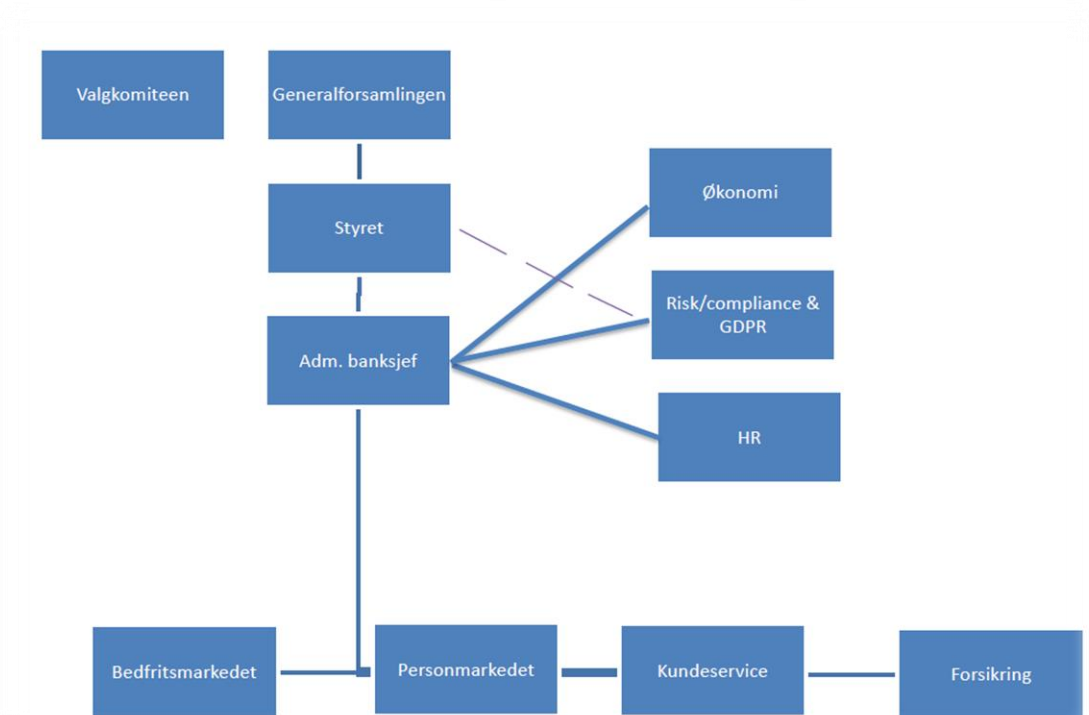 Valgkomiteen
Generalforsamlingen
Styret
Økonomi
Risk/compliance &
GDPR
Adm. banksjef
HR
Bedfritsmarkedet
Personmarkedet
Kundeservice
Forsikring